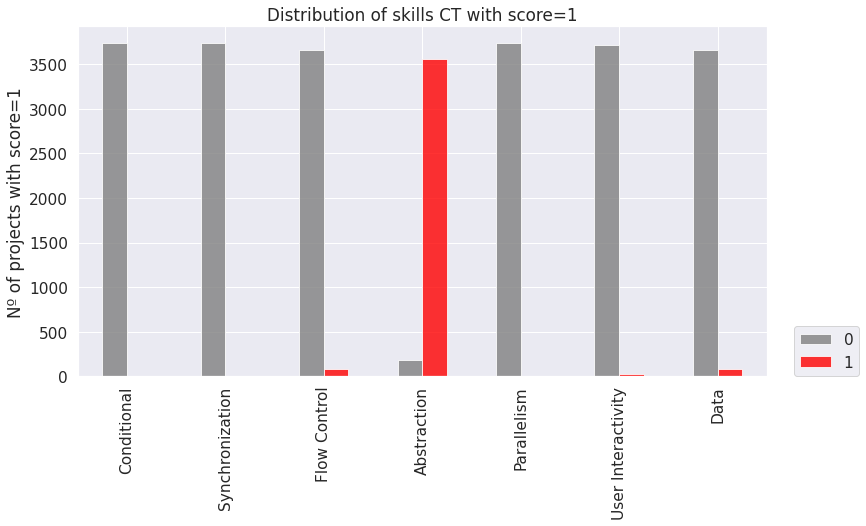 Distribution of skills CT with score=1
Nº of projects with score=1
3500
3000
2500
2000
1500
1000
500
0
Conditional
Synchronization
Flow Control
Abstraction
Parallelism
User Interactivity
Data
0
1